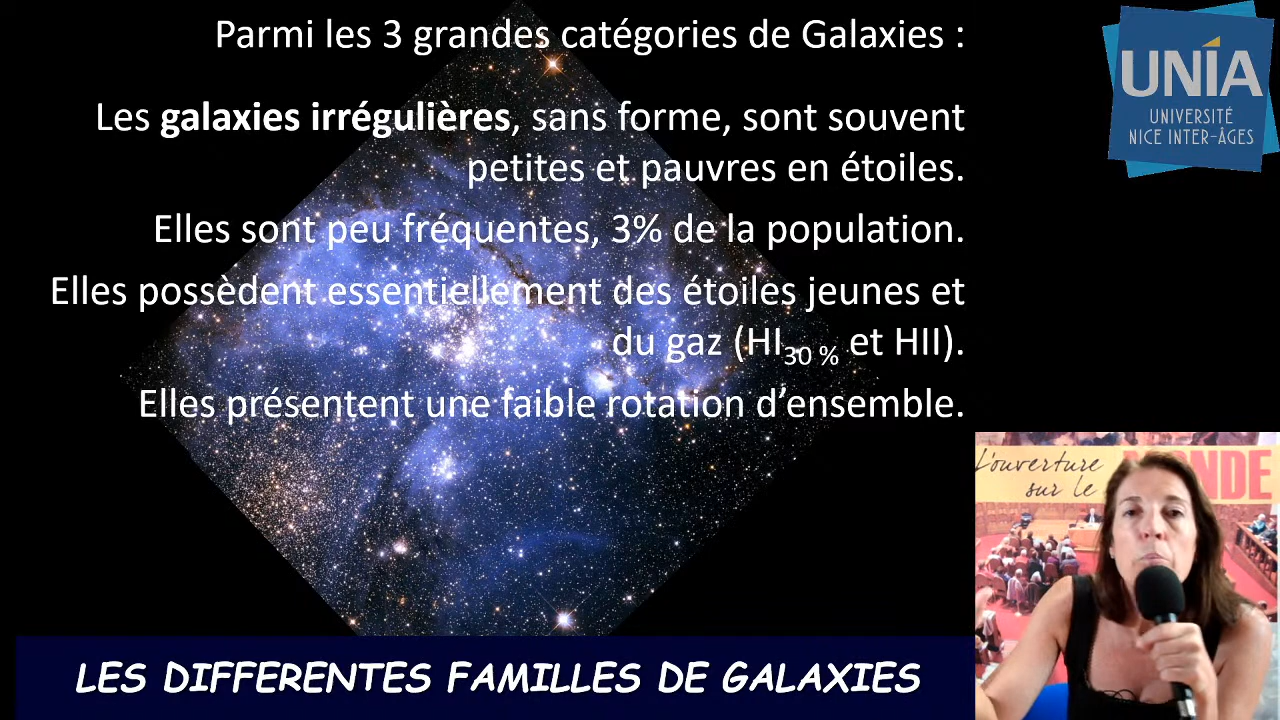 Parmi les 3 grandes catégories de Galaxies :
Les galaxies irrégulières, sans forme, sont souvent
petites et pauvres en étoiles.
Elles sont peu fréquentes, 3% de la population.
Elles possèdent essentiellement des étoiles jeunes et
du gaz (HI30 % et HII).
Elles présentent une faible rotation d’ensemble.
UNIA
UNIVERSITÉ
NICE INTER-ÂGES
L'ouverture
sur le
MONDE
LES DIFFERENTES FAMILLES DE GALAXIES